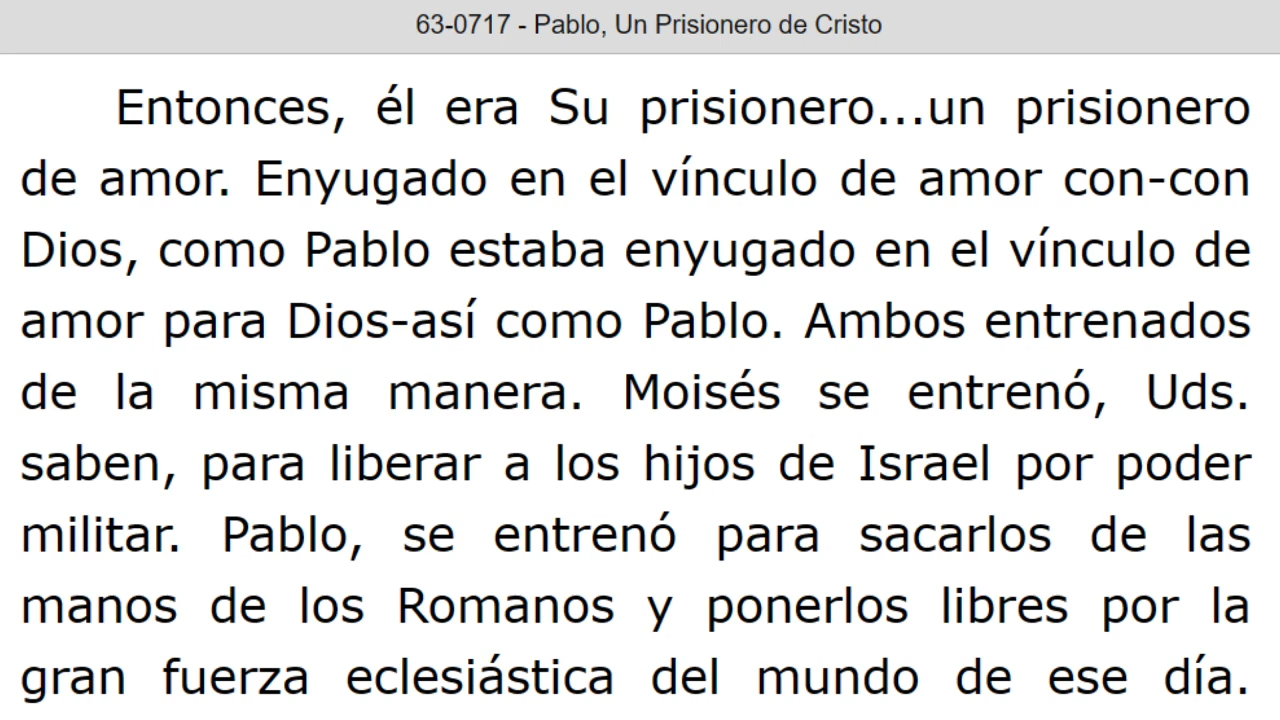 63-0717 - Pablo, Un Prisionero de Cristo
Entonces, él era Su prisionero...un prisionero
de amor. Enyugado en el vínculo de amor con-con
Dios, como Pablo estaba enyugado en el vínculo de
amor para Dios-así como Pablo. Ambos entrenados
de la misma manera. Moisés se entrenó, Uds.
saben, para liberar a los hijos de Israel por poder
militar. Pablo, se entrenó para sacarlos de las
manos de los Romanos y ponerlos libres por la
gran fuerza eclesiástica del mundo de ese día.